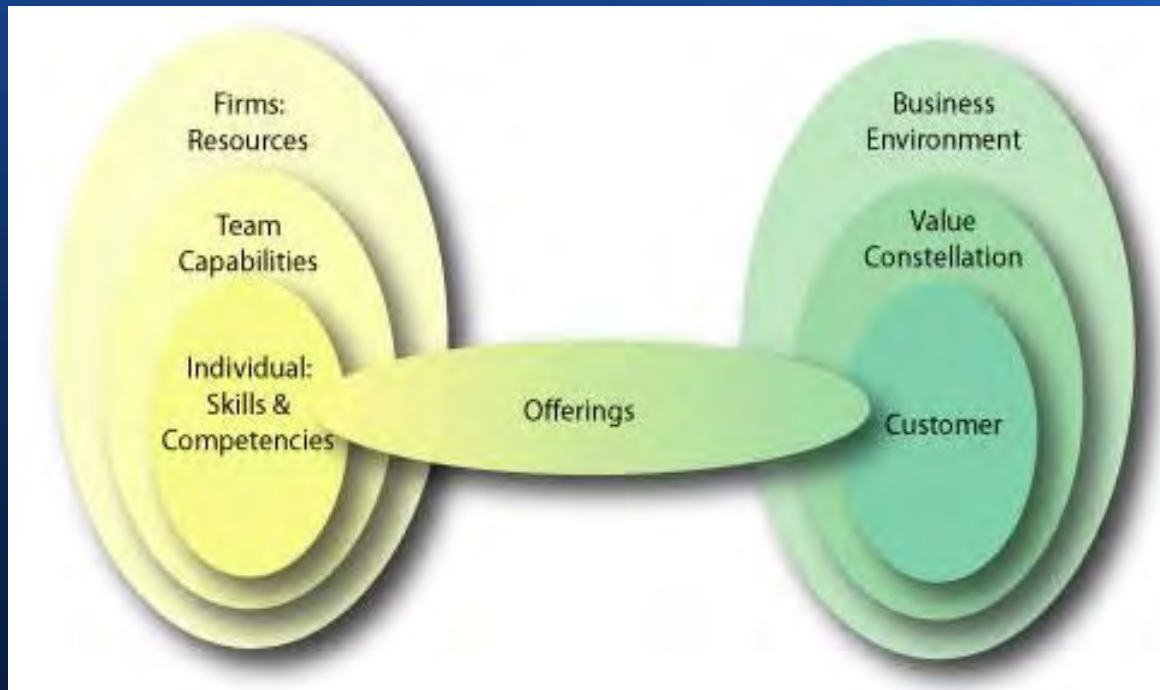 Firms:
Resources
Team
Capabilities
Individual:
Skills &
Competencies
Offerings
Business
Environment
Value
Constellation
Customer